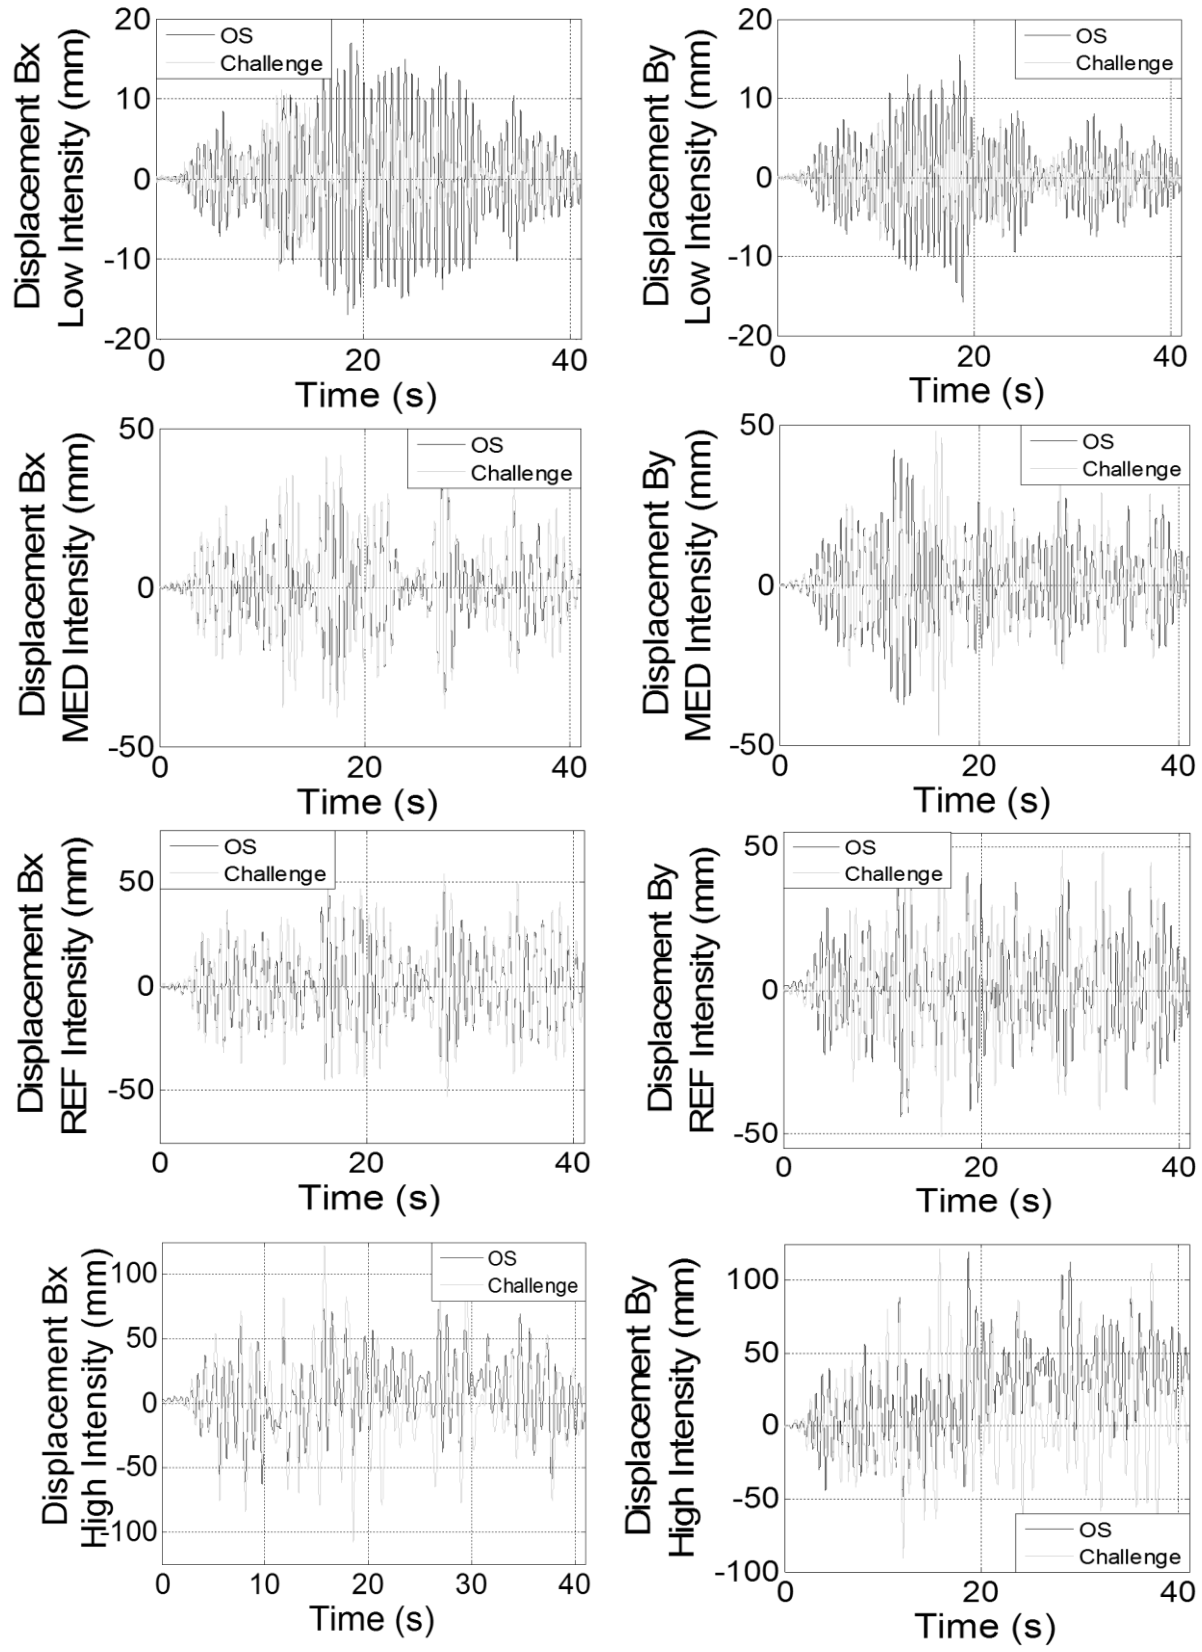 Displacement Bx
Low Intensity (mm)
20
10
0
-10
-20
OS
Challenge
0 20 40
Time (s)
Displacement By
Low Intensity (mm)
20
10
0
-10
-20
OS
Challenge
0 20 40
Time (s)
Displacement Bx
MED Intensity (mm)
50
0
-50
OS
Challenge
0 20 40
Time (s)
Displacement By
MED Intensity (mm)
50
0
-50
OS
Challenge
0 20 40
Time (s)
Displacement Bx
REF Intensity (mm)
50
0
-50
OS
Challenge
0 20 40
Time (s)
Displacement By
REF Intensity (mm)
50
0
-50
OS
Challenge
0 20 40
Time (s)
Displacement Bx
High Intensity (mm)
100
50
0
-50
-100
OS
Challenge
0 10 20 30 40
Time (s)
Displacement By
High Intensity (mm)
100
50
0
-50
-100
OS
Challenge
0 20 40
Time (s)